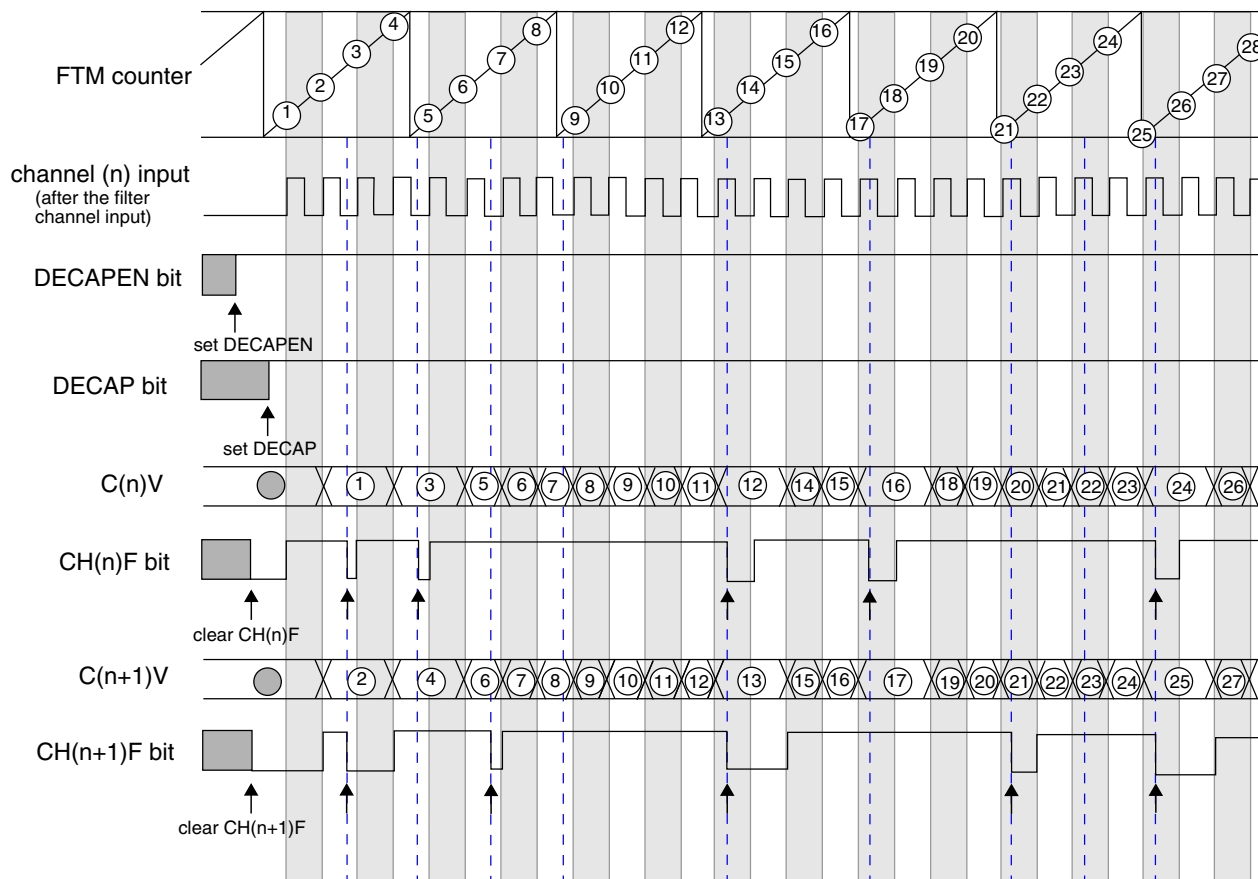 4 8 12 16 20 24 28
3 7 11 15 19 23 27
2 6 10 14 18 22 26
1 5 9 13 17 21 25
FTM counter
channel (n) input
(after the filter
channel input)
DECAPEN bit
set DECAPEN
DECAP bit
set DECAP
C(n)V 1 3 5 6 7 8 9 10 11 12 14 15 16 18 19 20 21 22 23 24 26
CH(n)F bit
clear CH(n)F
C(n+1)V 2 4 6 7 8 9 10 11 12 13 15 16 17 19 20 21 22 23 24 25 27
CH(n+1)F bit
clear CH(n+1)F